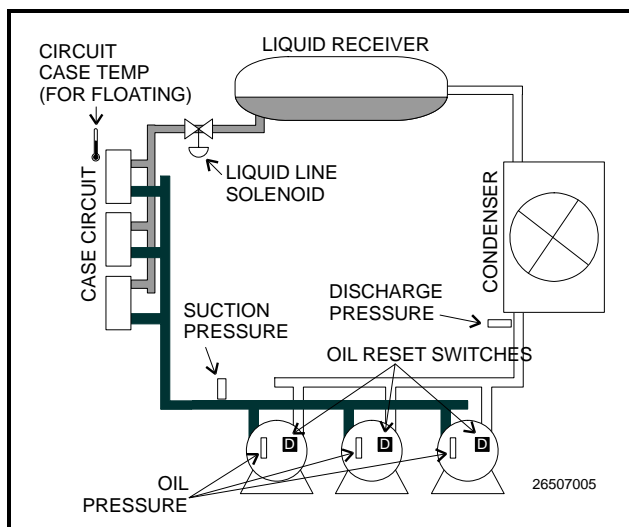 CIRCUIT
CASE TEMP
(FOR FLOATING)
LIQUID RECEIVER
LIQUID LINE
SOLENOID
CASE CIRCUIT
CONDENSER
SUCTION
PRESSURE
DISCHARGE
PRESSURE
OIL RESET SWITCHES
D
D
D
OIL
PRESSURE
26507005